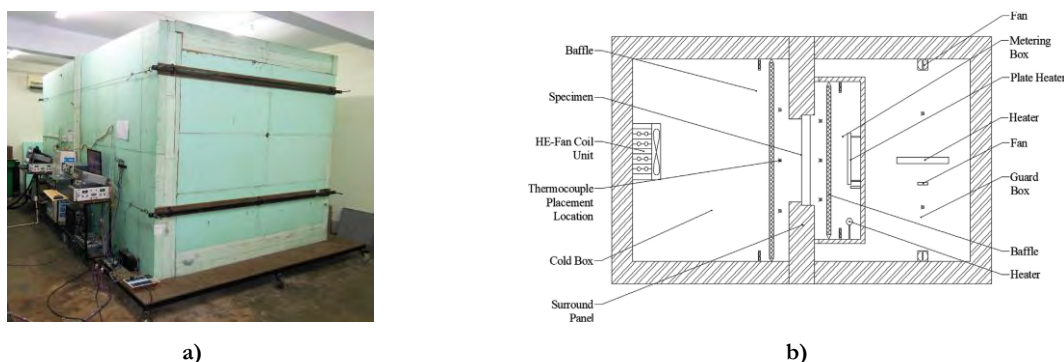 Baffle
Specimen
HE-Fan Coil
Unit
Thermocouple
Placement
Location
Cold Box
Surround
Panel
Fan
Metering
Box
Plate Heater
Heater
Fan
Guard
Box
Baffle
Heater
a)
b)